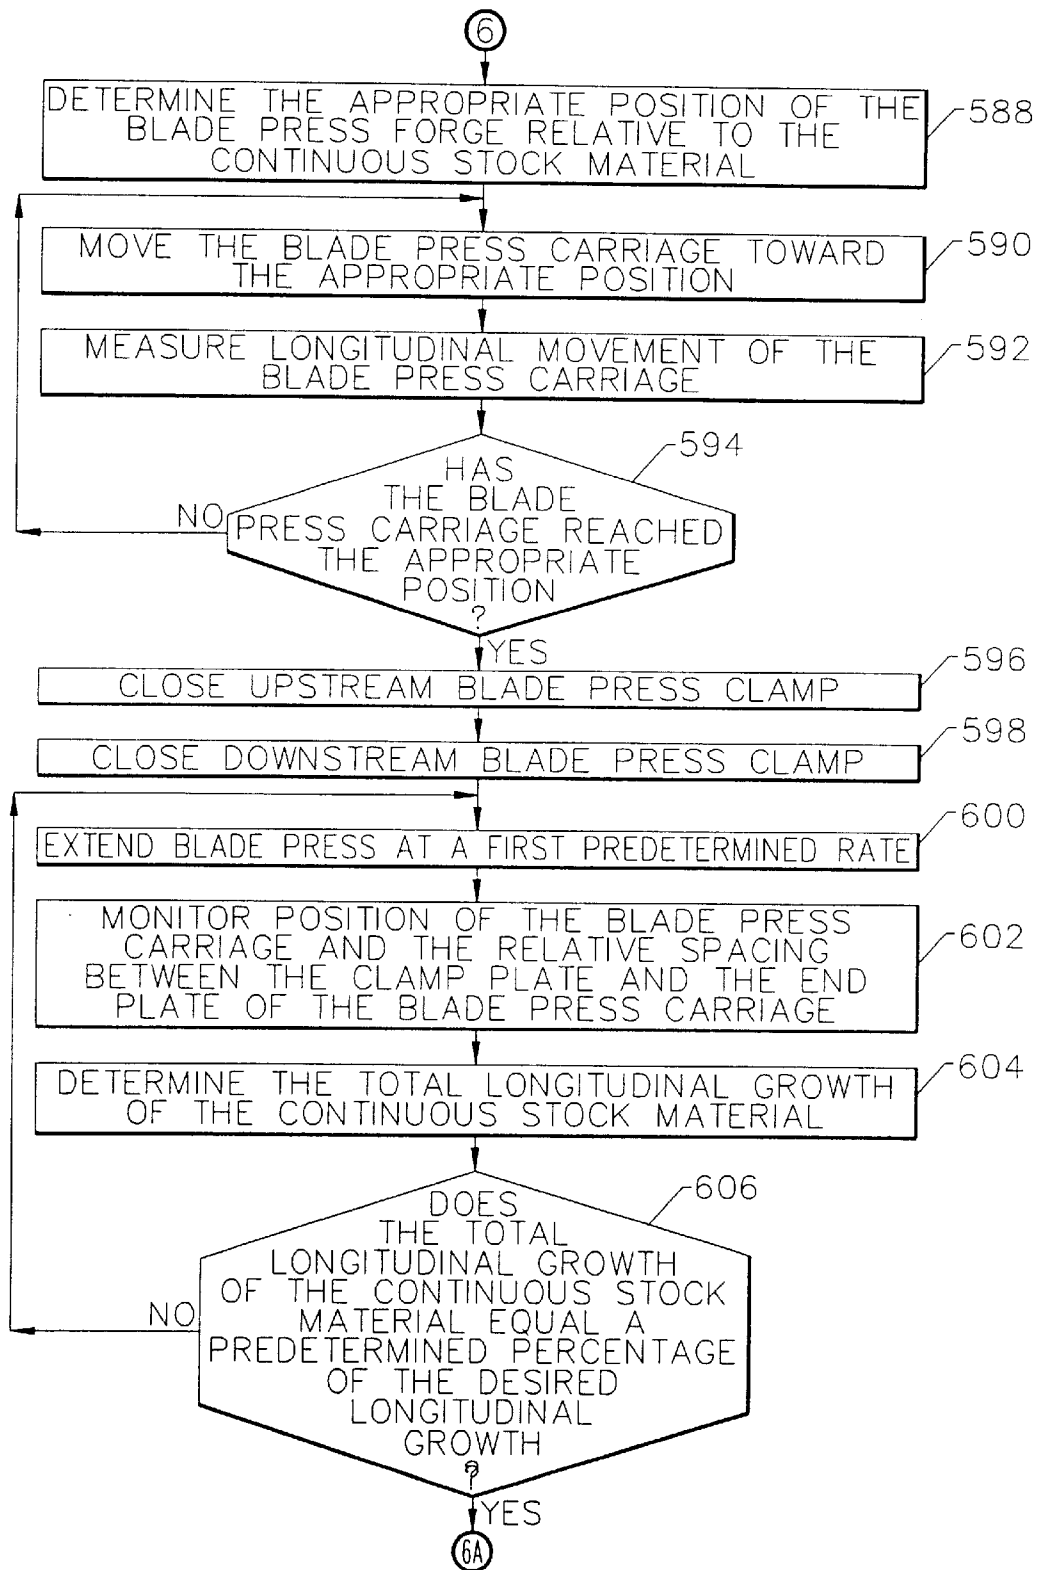 6
DETERMINE THE APPROPRIATE POSITION OF THE
BLADE PRESS FORGE RELATIVE TO THE
CONTINUOUS STOCK MATERIAL
588
MOVE THE BLADE PRESS CARRIAGE TOWARD
THE APPROPRIATE POSITION
590
MEASURE LONGITUDINAL MOVEMENT OF THE
BLADE PRESS CARRIAGE
592
594
HAS
THE BLADE
PRESS CARRIAGE REACHED
THE APPROPRIATE
POSITION
?
NO
YES
CLOSE UPSTREAM BLADE PRESS CLAMP
596
CLOSE DOWNSTREAM BLADE PRESS CLAMP
598
EXTEND BLADE PRESS AT A FIRST PREDETERMINED RATE
600
MONITOR POSITION OF THE BLADE PRESS
CARRIAGE AND THE RELATIVE SPACING
BETWEEN THE CLAMP PLATE AND THE END
PLATE OF THE BLADE PRESS CARRIAGE
602
DETERMINE THE TOTAL LONGITUDINAL GROWTH
OF THE CONTINUOUS STOCK MATERIAL
604
606
DOES
THE TOTAL
LONGITUDINAL GROWTH
OF THE CONTINUOUS STOCK
MATERIAL EQUAL A
PREDETERMINED PERCENTAGE
OF THE DESIRED
LONGITUDINAL
GROWTH
?
NO
YES
6A